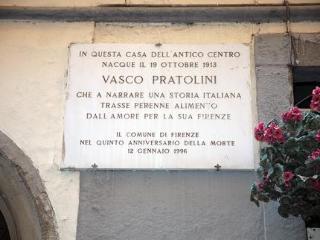 IN QUESTA CASA DELL'ANTICO CENTRO
NACQUE IL 19 OTTOBRE 1913
VASCO PRATOLINI
CHE A NARRARE UNA STORIA ITALIANA
TRASSE PERENNE ALIMENTO
DALL'AMORE PER LA SUA FIRENZE
IL COMUNE DI FIRENZE
NEL QUINTO ANNIVERSARIO DELLA MORTE
12 GENNAIO 1996